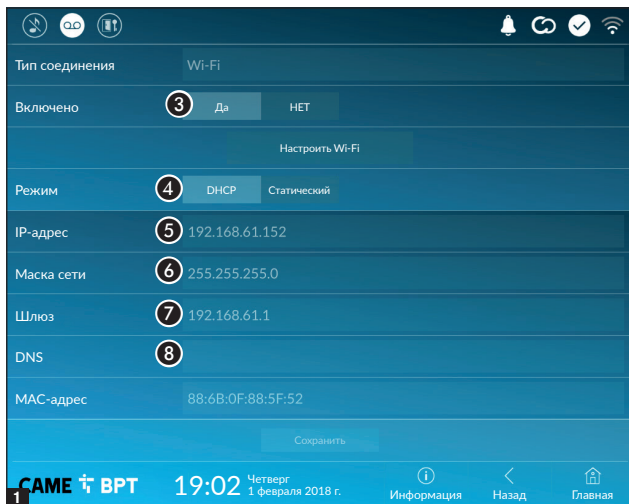 Тип соединения Wi-Fi
Включено 3 Да НЕТ
Настроить Wi-Fi
Режим 4 DHCP Статический
IP-адрес 5 192.168.61.152
Маска сети 6 255.255.255.0
Шлюз 7 192.168.61.1
DNS 8
MAC-адрес 88:6B:0F:88:5F:52
Сохранить
1 CAME BPT 19:02 Четверг
1 февраля 2018 г.
Информация Назад Главная